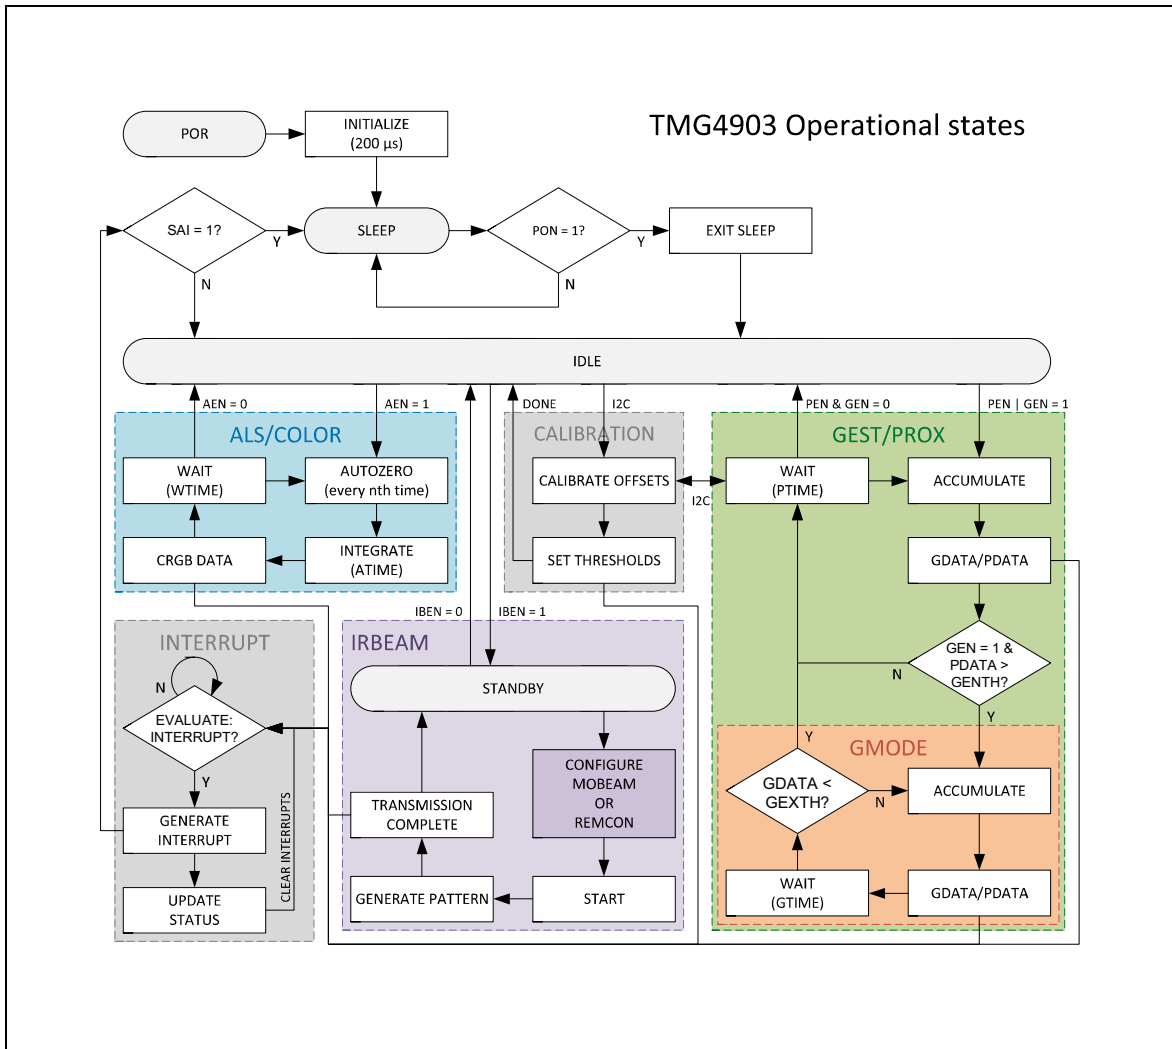 TMG4903 Operational states
POR
INITIALIZE
(200 µs)
SAI = 1?
Y
N
SLEEP
PON = 1?
Y
N
EXIT SLEEP
IDLE
AEN = 0
AEN = 1
DONE
I2C
PEN & GEN = 0
PEN | GEN = 1
ALS/COLOR
WAIT
(WTIME)
AUTOZERO
(every nth time)
CRGB DATA
INTEGRATE
(ATIME)
CALIBRATION
CALIBRATE OFFSETS
I2C
SET THRESHOLDS
GEST/PROX
WAIT
(PTIME)
ACCUMULATE
GDATA/PDATA
GEN = 1 &
PDATA >
GENTH?
N
Y
IBEN = 0
IBEN = 1
INTERRUPT
N
EVALUATE:
INTERRUPT?
Y
GENERATE
INTERRUPT
UPDATE
STATUS
CLEAR INTERRUPTS
IRBEAM
STANDBY
CONFIGURE
MOBEAM
OR
REMCON
TRANSMISSION
COMPLETE
GENERATE PATTERN
START
GMODE
Y
GDATA <
GEXTH?
N
ACCUMULATE
WAIT
(GTIME)
GDATA/PDATA